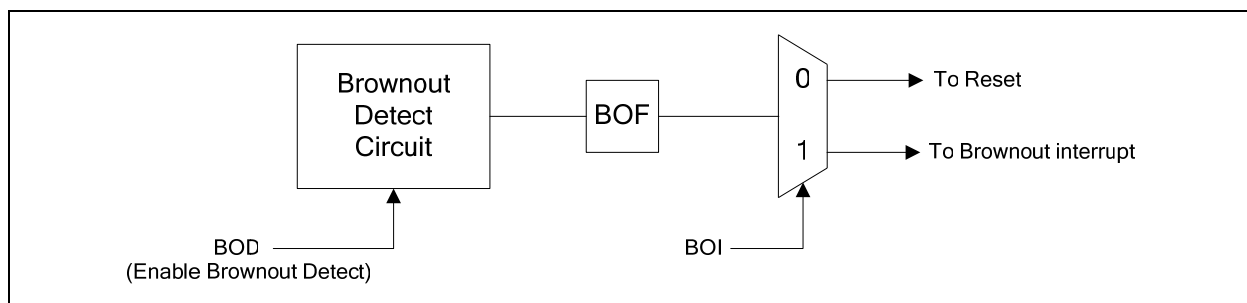 Brownout
Detect
Circuit
BOF
0
1
To Reset
To Brownout interrupt
BOD
(Enable Brownout Detect)
BOI